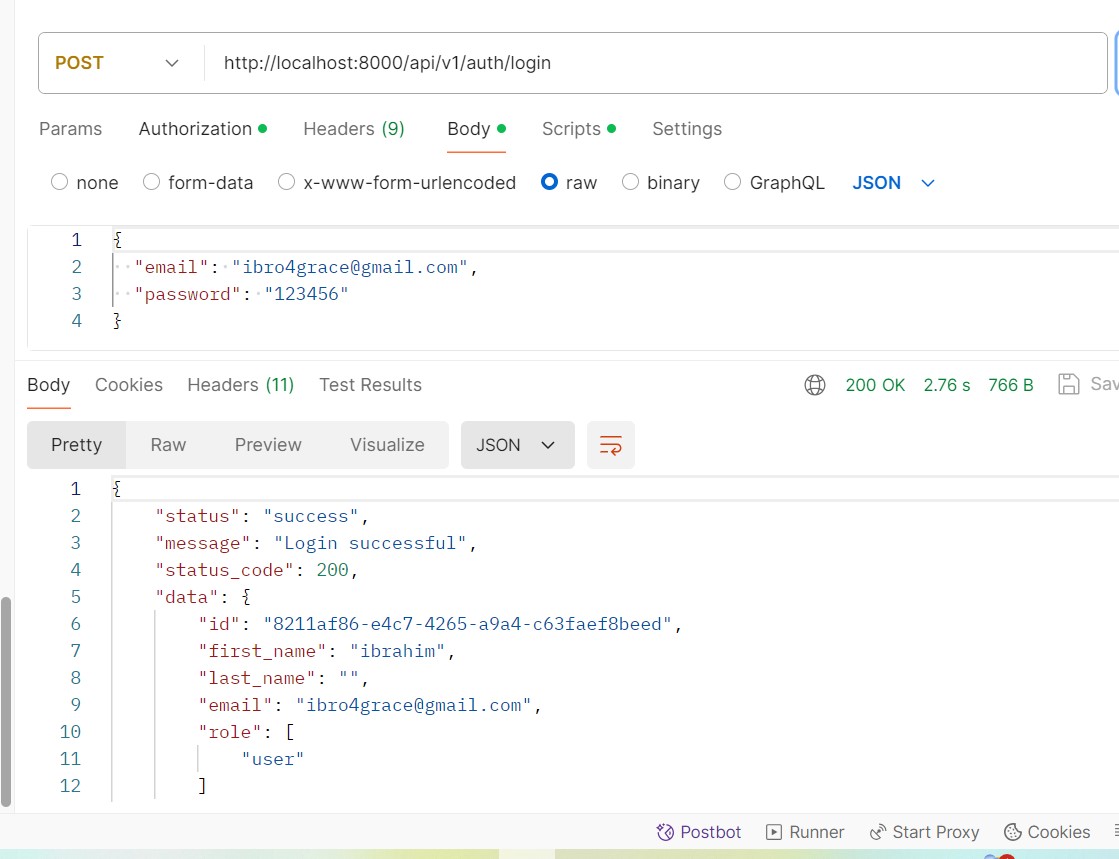 POST http://localhost:8000/api/v1/auth/login
Params Authorization Headers (9) Body Scripts Settings
none form-data x-www-form-urlencoded raw binary GraphQL JSON
1 {
2 "email": "ibro4grace@gmail.com",
3 "password": "123456"
4 }
Body Cookies Headers (11) Test Results 200 OK 2.76 s 766 B Sav
Pretty Raw Preview Visualize JSON
1 {
2 "status": "success",
3 "message": "Login successful",
4 "status_code": 200,
5 "data": {
6 "id": "8211af86-e4c7-4265-a9a4-c63faef8beed",
7 "first_name": "ibrahim",
8 "last_name": "",
9 "email": "ibro4grace@gmail.com",
10 "role": [
11 "user"
12 ]
Postbot Runner Start Proxy Cookies